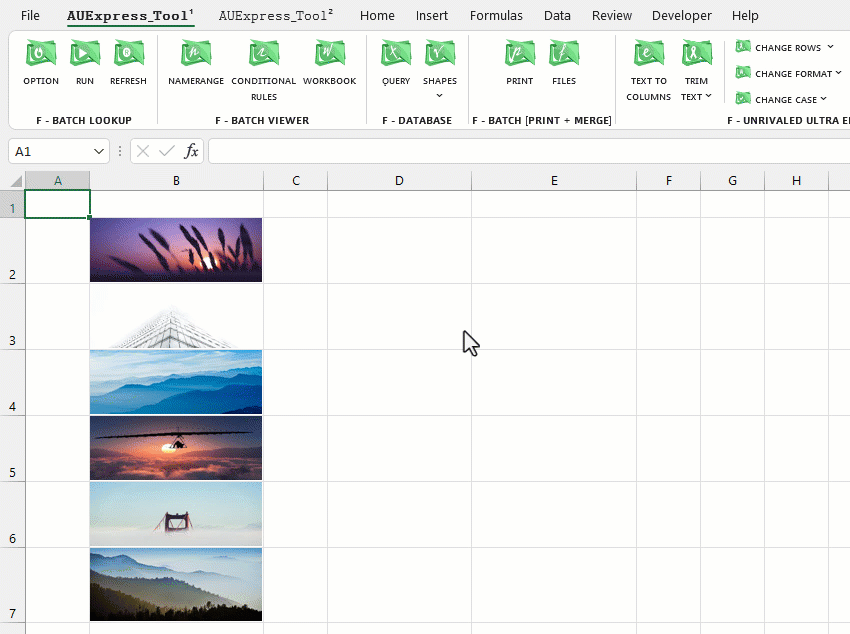 File AUExpress_Tool¹ AUExpress_Tool² Home Insert Formulas Data Review Developer Help
OPTION RUN REFRESH NAMERANGE CONDITIONAL RULES WORKBOOK QUERY SHAPES PRINT FILES TEXT TO COLUMNS TRIM TEXT
CHANGE ROWS
CHANGE FORMAT
CHANGE CASE
F - BATCH LOOKUP F - BATCH VIEWER F - DATABASE F - BATCH [PRINT + MERGE] F - UNRIVALED ULTRA
A1 fx
A B C D E F G H
1
2
3
4
5
6
7